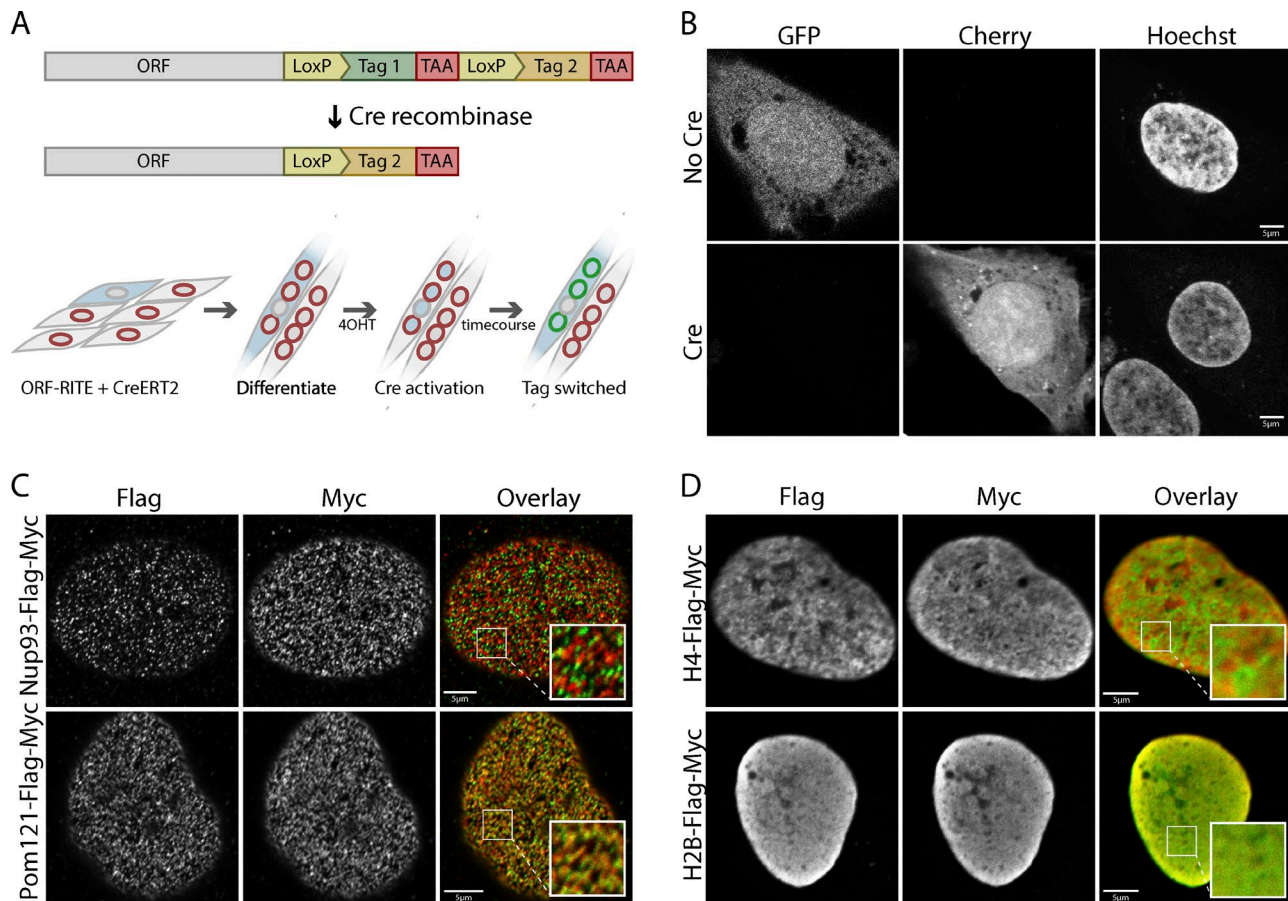 A
ORF LoxP Tag 1 TAA LoxP Tag 2 TAA
Cre recombinase
ORF LoxP Tag 2 TAA
4OHT timecourse
ORF-RITE + CreERT2 Differentiate Cre activation Tag switched
B
GFP Cherry Hoechst
No Cre
5µm
Cre
5µm
C
Flag Myc Overlay
Nup93-Flag-Myc
5µm
Pom121-Flag-Myc
5µm
D
Flag Myc Overlay
H4-Flag-Myc
5µm
H2B-Flag-Myc
5µm